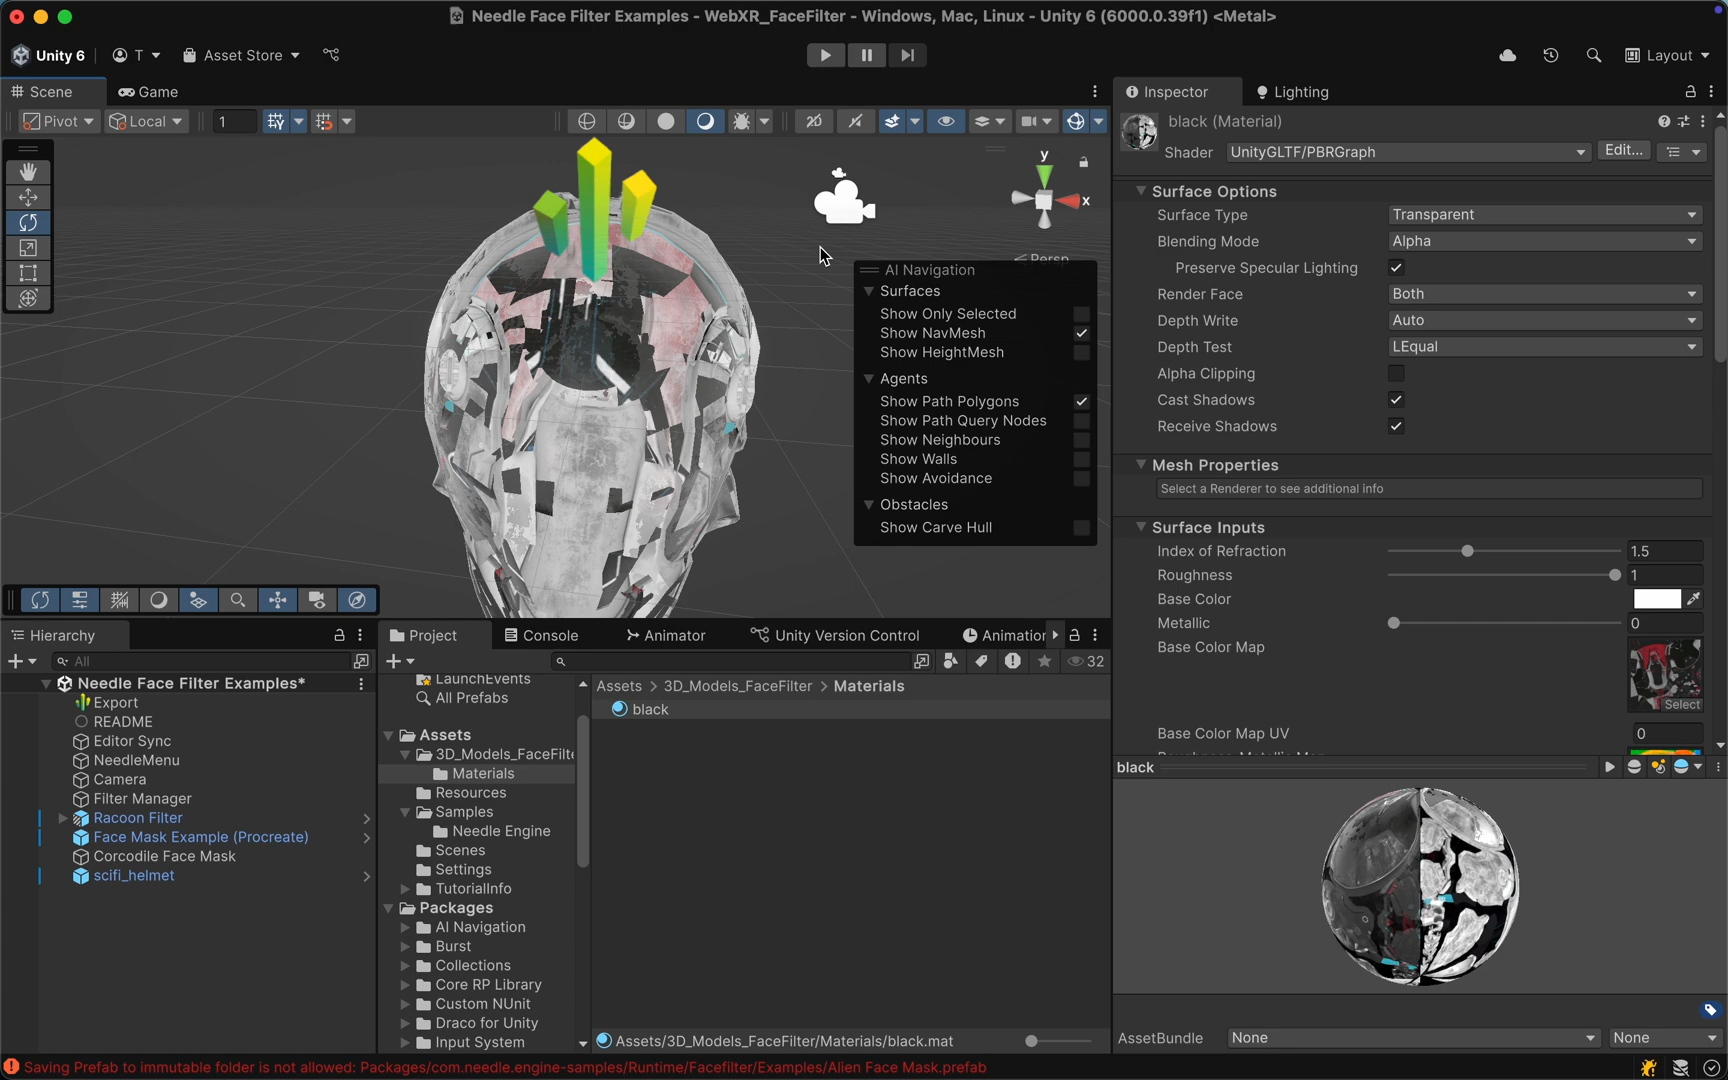 Needle Face Filter Examples - WebXR_FaceFilter - Windows, Mac, Linux - Unity 6 (6000.0.39f1) <Metal>
Unity 6
T
Asset Store
Layout
Scene
Game
Pivot
Local
1
2D
y
x
Persp
AI Navigation
Surfaces
Show Only Selected
Show NavMesh
Show HeightMesh
Agents
Show Path Polygons
Show Path Query Nodes
Show Neighbours
Show Walls
Show Avoidance
Obstacles
Show Carve Hull
Inspector
Lighting
black (Material)
Shader
UnityGLTF/PBRGraph
Edit...
Surface Options
Surface Type
Transparent
Blending Mode
Alpha
Preserve Specular Lighting
Render Face
Both
Depth Write
Auto
Depth Test
LEqual
Alpha Clipping
Cast Shadows
Receive Shadows
Mesh Properties
Select a Renderer to see additional info
Surface Inputs
Index of Refraction
1.5
Roughness
1
Base Color
Metallic
0
Base Color Map
Select
Base Color Map UV
0
black
AssetBundle
None
None
Hierarchy
All
Needle Face Filter Examples*
Export
README
Editor Sync
NeedleMenu
Camera
Filter Manager
Racoon Filter
Face Mask Example (Procreate)
Corcodile Face Mask
scifi_helmet
Project
Console
Animator
Unity Version Control
Animation
32
LaunchEvents
All Prefabs
Assets
3D_Models_FaceFilte
Materials
Resources
Samples
Needle Engine
Scenes
Settings
TutorialInfo
Packages
AI Navigation
Burst
Collections
Core RP Library
Custom NUnit
Draco for Unity
Input System
Assets > 3D_Models_FaceFilter > Materials
black
Assets/3D_Models_FaceFilter/Materials/black.mat
Saving Prefab to immutable folder is not allowed: Packages/com.needle.engine-samples/Runtime/Facefilter/Examples/Alien Face Mask.prefab